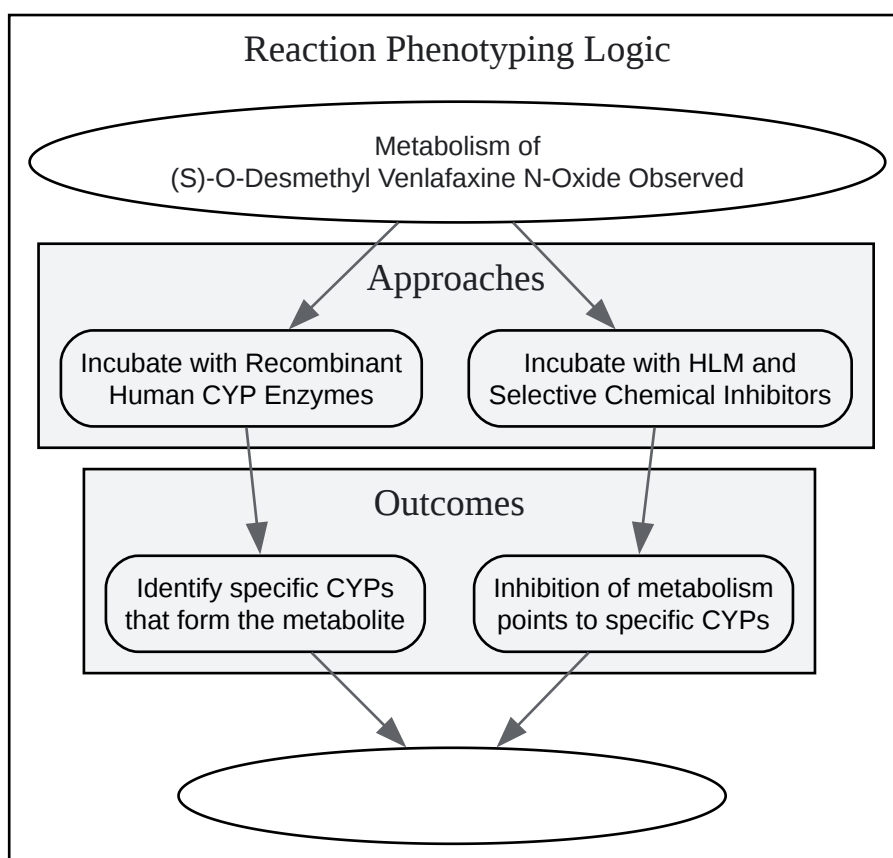 Reaction Phenotyping Logic
Metabolism of
(S)-O-Desmethyl Venlafaxine N-Oxide Observed
Approaches
Incubate with Recombinant
Human CYP Enzymes
Incubate with HLM and
Selective Chemical Inhibitors
Outcomes
Identify specific CYPs
that form the metabolite
Inhibition of metabolism
points to specific CYPs